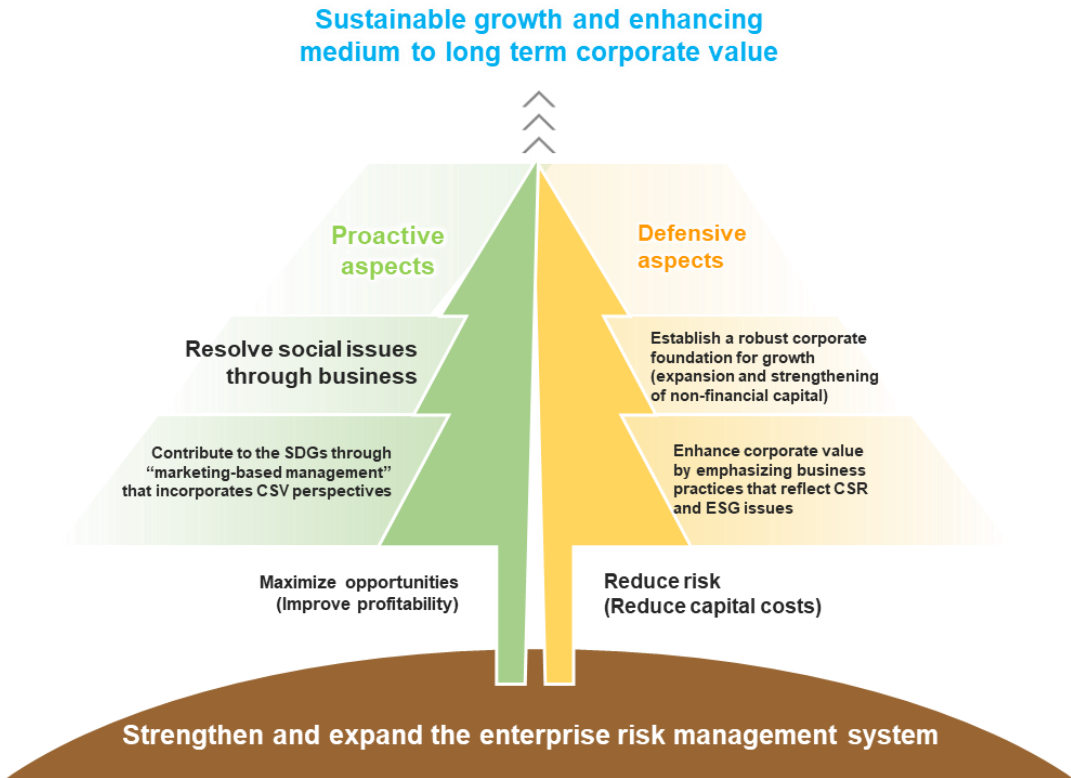 Sustainable growth and enhancing
medium to long term corporate value
Proactive
aspects
Defensive
aspects
Resolve social issues
through business
Establish a robust corporate
foundation for growth
(expansion and strengthening
of non-financial capital)
Contribute to the SDGs through
“marketing-based management”
that incorporates CSV perspectives
Enhance corporate value
by emphasizing business
practices that reflect CSR
and ESG issues
Maximize opportunities
(Improve profitability)
Reduce risk
(Reduce capital costs)
Strengthen and expand the enterprise risk management system